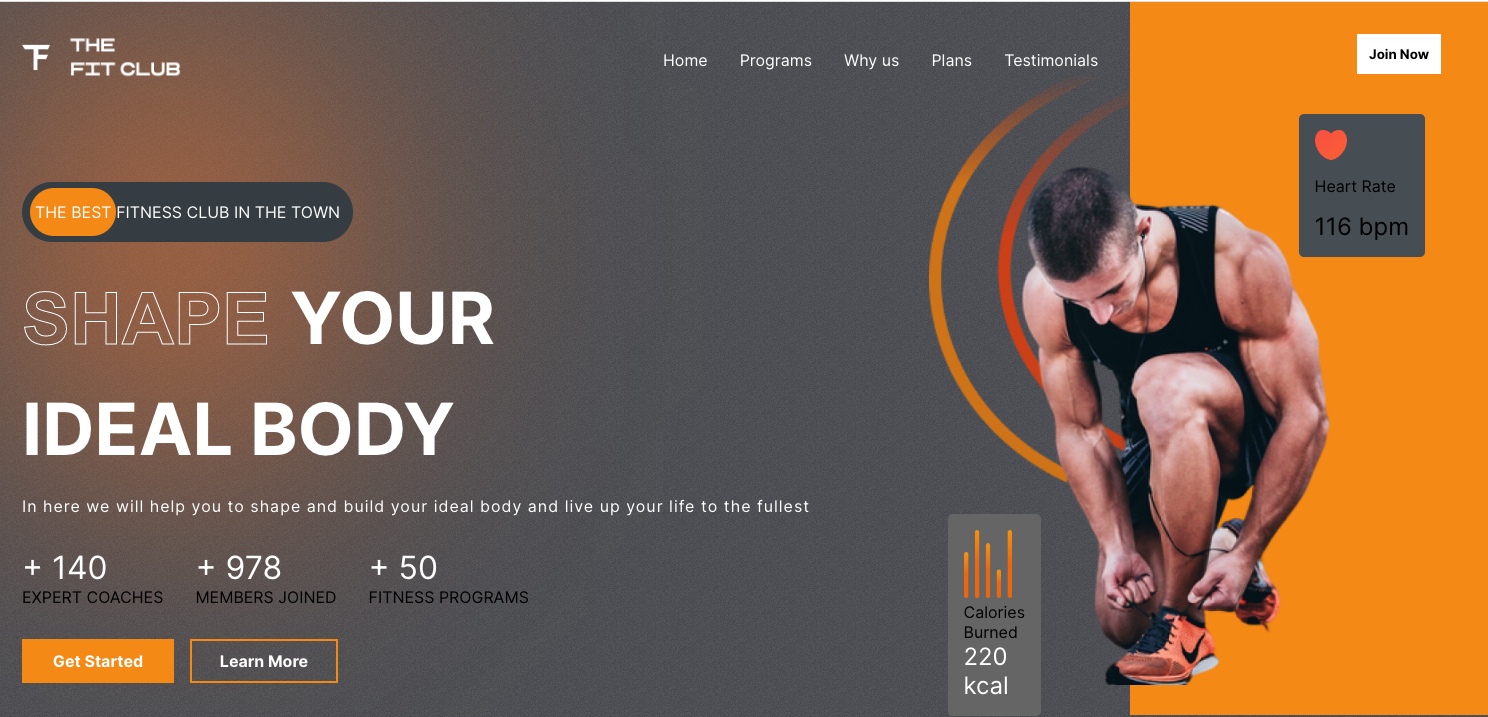 THE
FIT CLUB
Home Programs Why us Plans Testimonials
Join Now
Heart Rate
116 bpm
THE BEST FITNESS CLUB IN THE TOWN
SHAPE YOUR
IDEAL BODY
In here we will help you to shape and build your ideal body and live up your life to the fullest
+ 140 + 978 + 50
EXPERT COACHES MEMBERS JOINED FITNESS PROGRAMS
Get Started Learn More
Calories
Burned
220
kcal